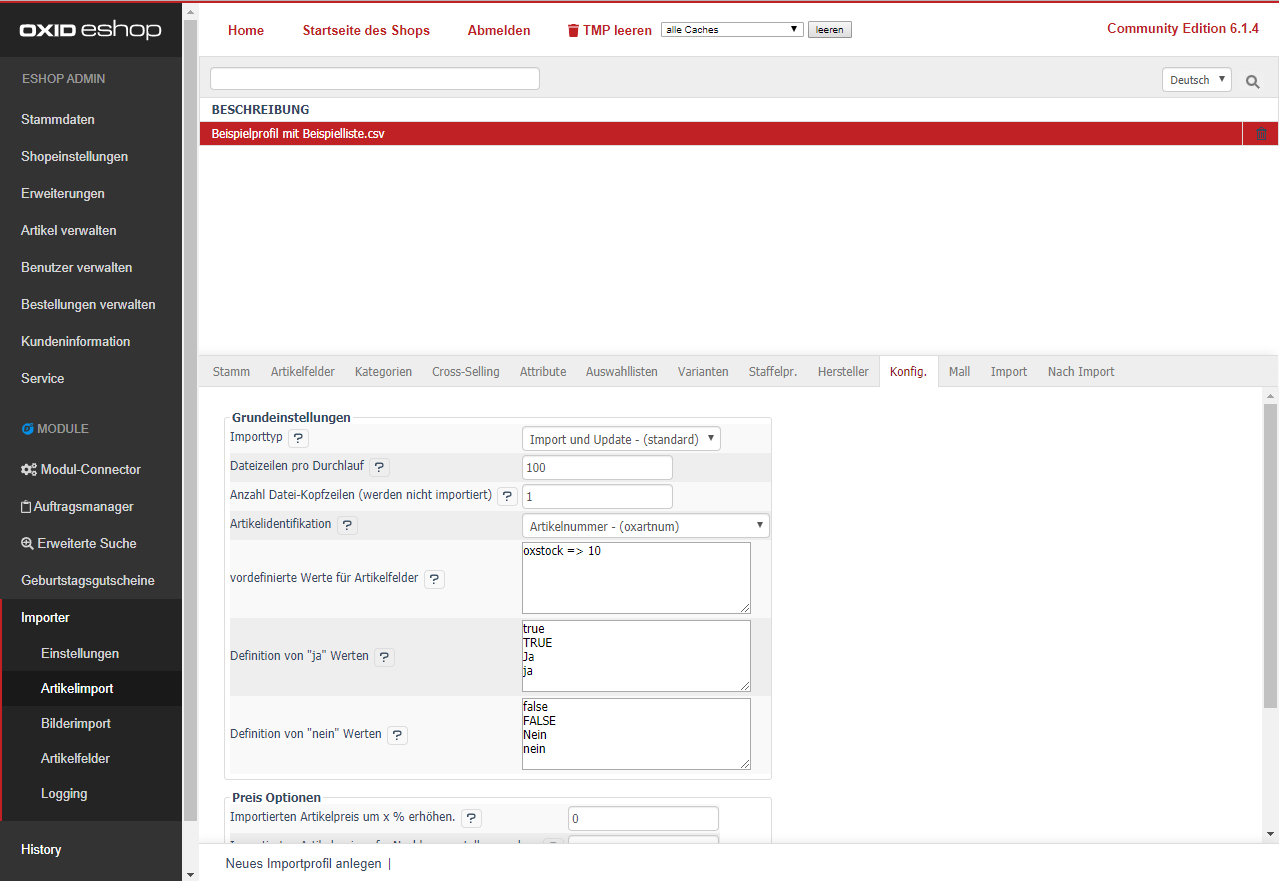 OXID eshop
Home Startseite des Shops Abmelden TMP leeren alle Caches leeren Community Edition 6.1.4
ESHOP ADMIN
Stammdaten
Shopeinstellungen
Erweiterungen
Artikel verwalten
Benutzer verwalten
Bestellungen verwalten
Kundeninformation
Service
MODULE
Modul-Connector
Auftragsmanager
Erweiterte Suche
Geburtstagsgutscheine
Importer
Einstellungen
Artikelimport
Bilderimport
Artikelfelder
Logging
History
Deutsch
BESCHREIBUNG
Beispielprofil mit Beispielliste.csv
Stamm Artikelfelder Kategorien Cross-Selling Attribute Auswahllisten Varianten Staffelpr. Hersteller Konfig. Mall Import Nach Import
Grundeinstellungen
Importtyp ? Import und Update - (standard)
Dateizeilen pro Durchlauf ? 100
Anzahl Datei-Kopfzeilen (werden nicht importiert) ? 1
Artikelidentifikation ? Artikelnummer - (oxartnum)
vordefinierte Werte für Artikelfelder ? oxstock => 10
Definition von "ja" Werten ?
true
TRUE
Ja
ja
Definition von "nein" Werten ?
false
FALSE
Nein
nein
Preis Optionen
Importierten Artikelpreis um x % erhöhen. ? 0
Neues Importprofil anlegen |